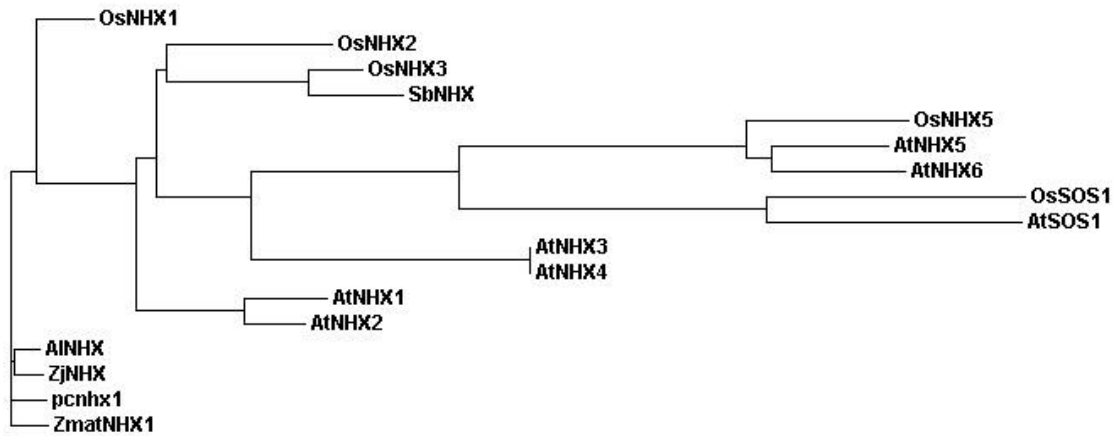 OsNHX1
OsNHX2
OsNHX3
SbNHX
OsNHX5
AtNHX5
AtNHX6
OsSOS1
AtSOS1
AtNHX3
AtNHX4
AtNHX1
AtNHX2
AlNHX
ZjNHX
pcnhx1
ZmatNHX1